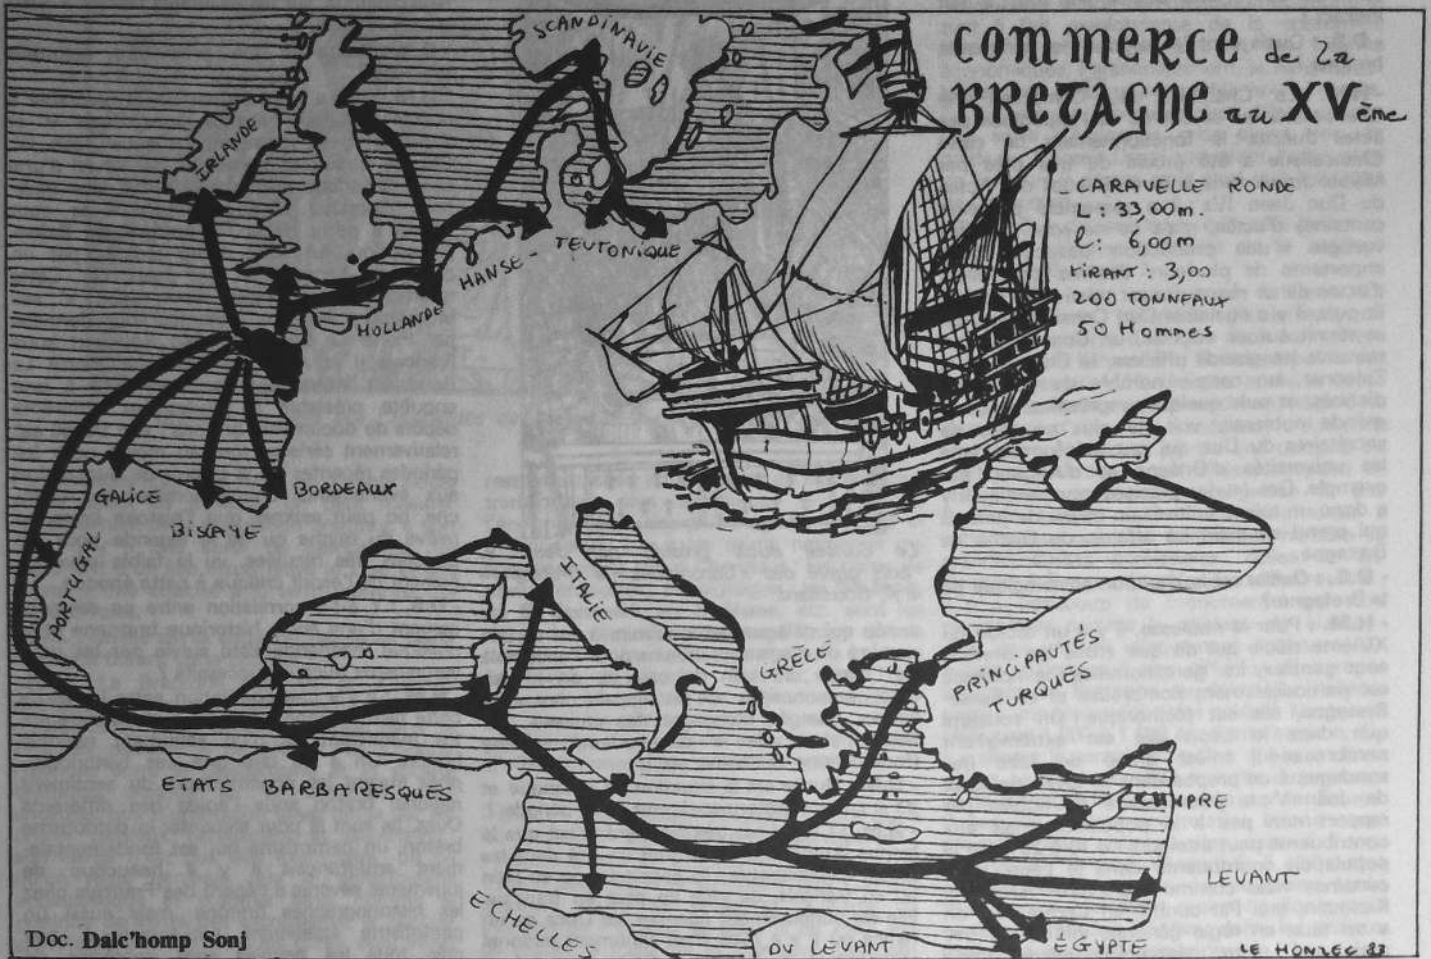 COMMERCE de la
BRETAGNE au XVème
CARAVELLE RONDE
L : 33,00m.
l : 6,00m
TIRANT : 3,00
200 TONNEAUX
50 Hommes
SCANDINAVIE
IRLANDE
HANSE - TEUTONIQUE
HOLLANDE
GALICE
BORDEAUX
BISCAYE
PORTUGAL
ITALIE
GRÊCE
PRINCIPAUTÉS
TURQUES
ETATS BARBARESQUES
CHYPRE
LEVANT
ECHELLES
DU LEVANT
ÉGYPTE
Doc. Dalc'homp Sonj
LE HONZEC 83